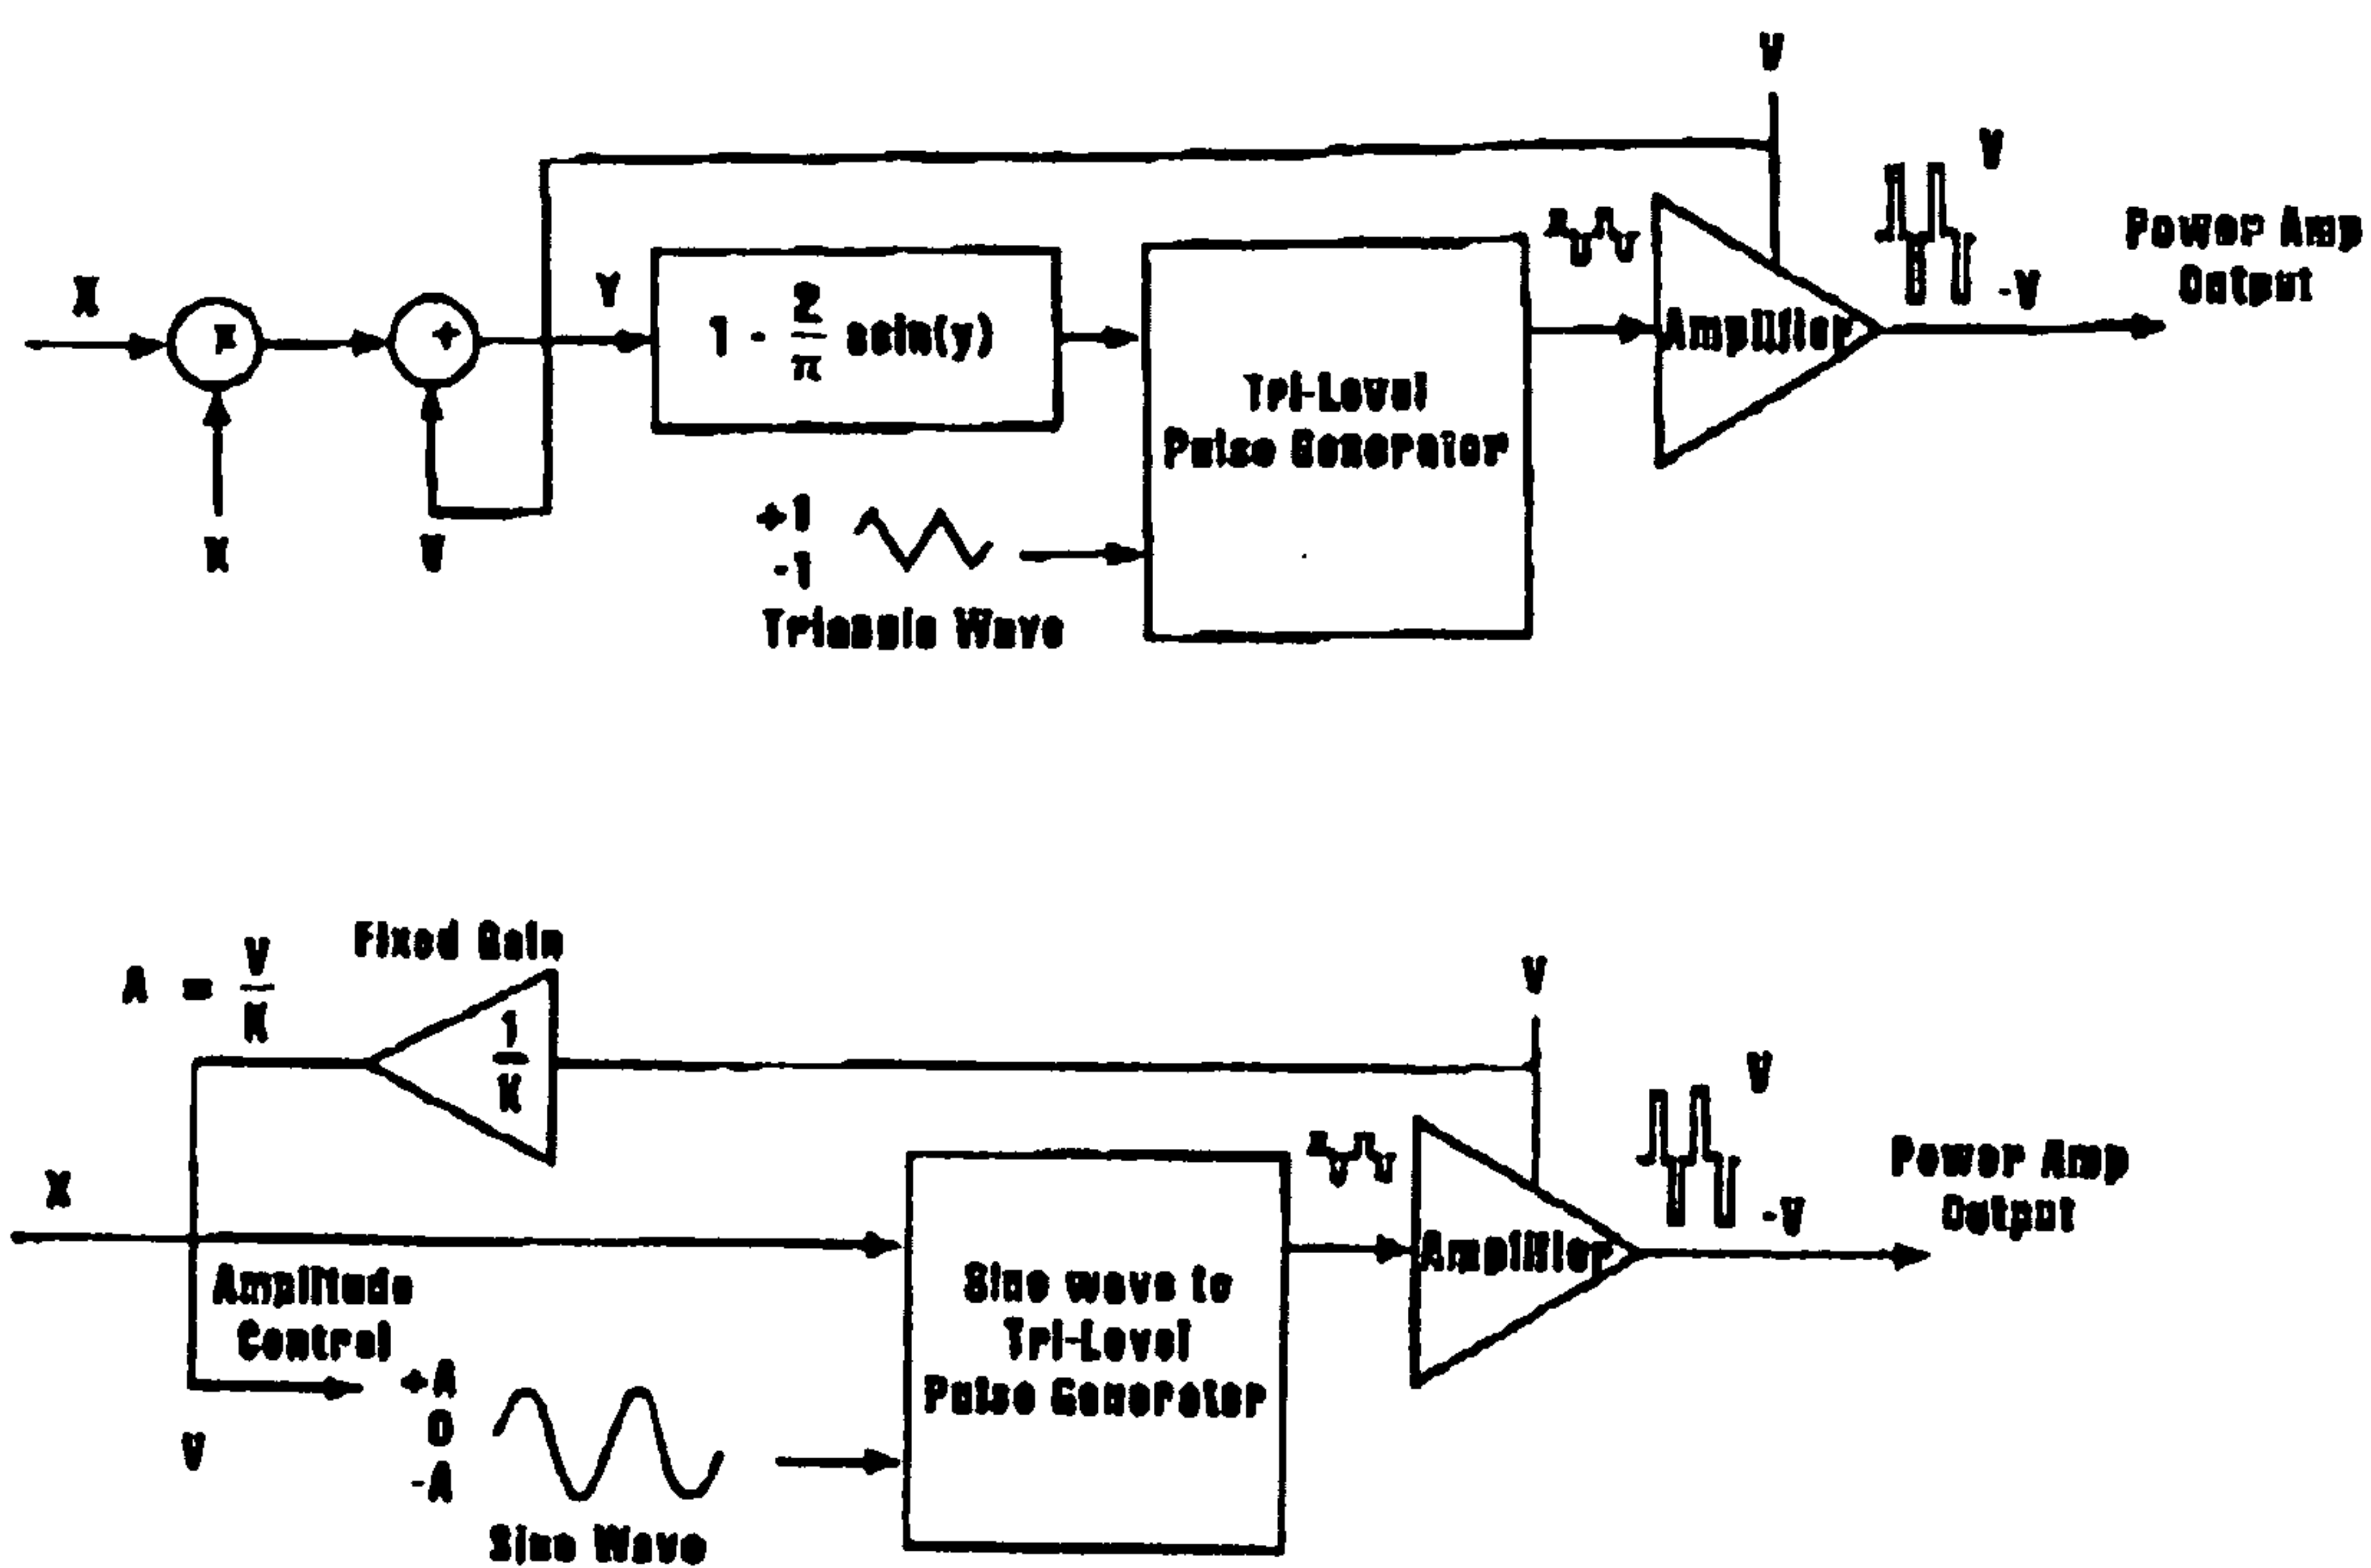 V
V
X
Y
1 - 2/π
Power Amp
Output
-V
Amplifier
Tri-Level
Pulse Generator
+1
-1
V
Triangle Wave
Fixed Gain
A = V/K
1/K
V
V
X
Power Amp
Output
-V
Amplifier
Amplitude
Control
Sine wave to
Tri-Level
Pulse Generator
+A
0
-A
V
Sine Wave